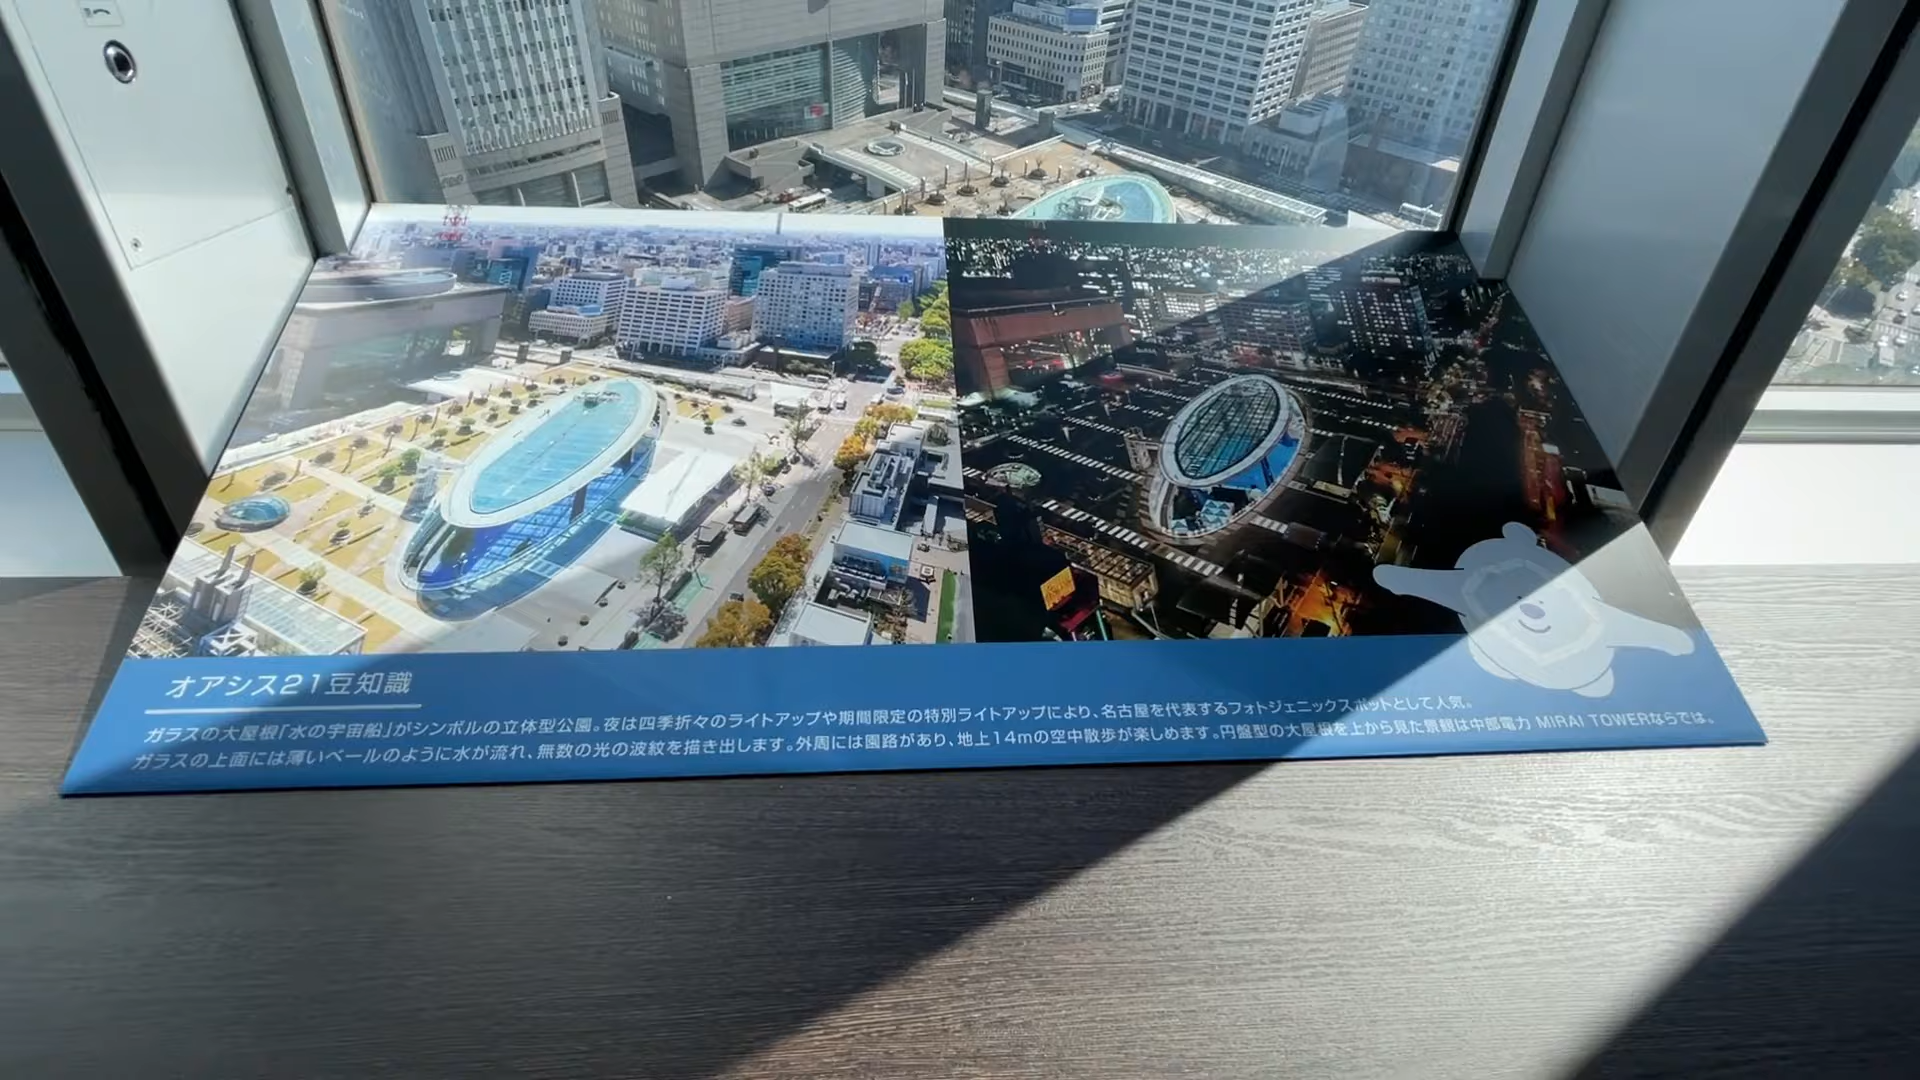 オアシス21豆知識
ガラスの大屋根「水の宇宙船」がシンボルの立体型公園。夜は四季折々のライトアップや期間限定の特別ライトアップにより、名古屋を代表するフォトジェニックスポットとして人気。
ガラスの上面には薄いベールのように水が流れ、無数の光の波紋を描き出します。外周には園路があり、地上14mの空中散歩が楽しめます。円盤型の大屋根を上から見た景観は中部電力 MIRAI TOWERならでは。